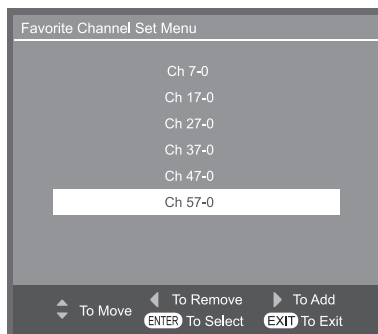 Favorite Channel Set Menu
Ch 7-0
Ch 17-0
Ch 27-0
Ch 37-0
Ch 47-0
Ch 57-0
To Move To Remove To Add
ENTER To Select EXIT To Exit